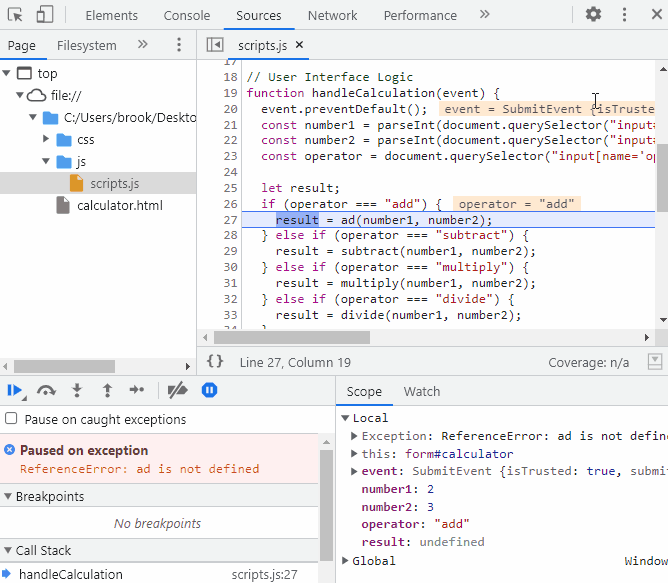 Elements Console Sources Network Performance »
Page Filesystem »
scripts.js ×
top
file://
C:/Users/brook/Deskto
css
js
scripts.js
calculator.html
17
18 // User Interface Logic
19 function handleCalculation(event) {
20 event.preventDefault(); event = SubmitEvent {isTruste
21 const number1 = parseInt(document.querySelector("input#
22 const number2 = parseInt(document.querySelector("input#
23 const operator = document.querySelector("input[name='op
24
25 let result;
26 if (operator === "add") { operator = "add"
27 result = ad(number1, number2);
28 } else if (operator === "subtract") {
29 result = subtract(number1, number2);
30 } else if (operator === "multiply") {
31 result = multiply(number1, number2);
32 } else if (operator === "divide") {
33 result = divide(number1, number2);
34 }
{} Line 27, Column 19 Coverage: n/a
Pause on caught exceptions
Paused on exception
ReferenceError: ad is not defined
Breakpoints
No breakpoints
Call Stack
handleCalculation scripts.js:27
Scope Watch
Local
Exception: ReferenceError: ad is not define
this: form#calculator
event: SubmitEvent {isTrusted: true, submit
number1: 2
number2: 3
operator: "add"
result: undefined
Global Window